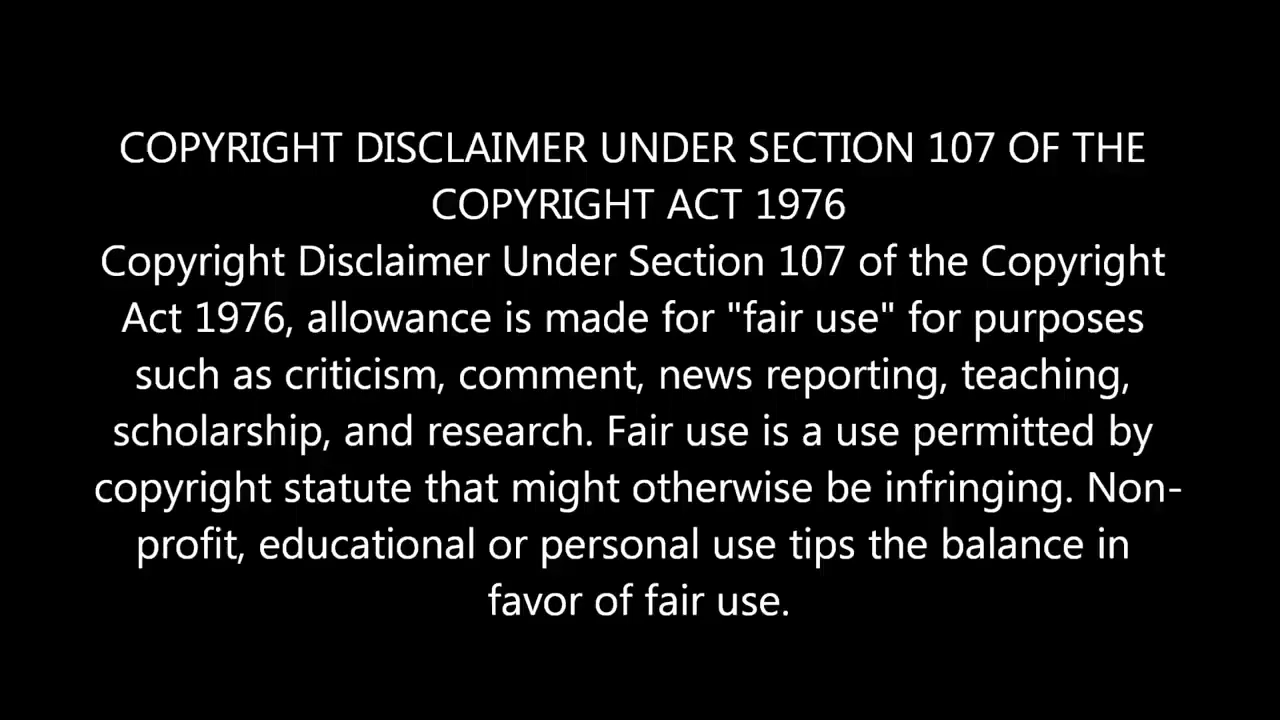 COPYRIGHT DISCLAIMER UNDER SECTION 107 OF THE
COPYRIGHT ACT 1976
Copyright Disclaimer Under Section 107 of the Copyright
Act 1976, allowance is made for "fair use" for purposes
such as criticism, comment, news reporting, teaching,
scholarship, and research. Fair use is a use permitted by
copyright statute that might otherwise be infringing. Non-
profit, educational or personal use tips the balance in
favor of fair use.